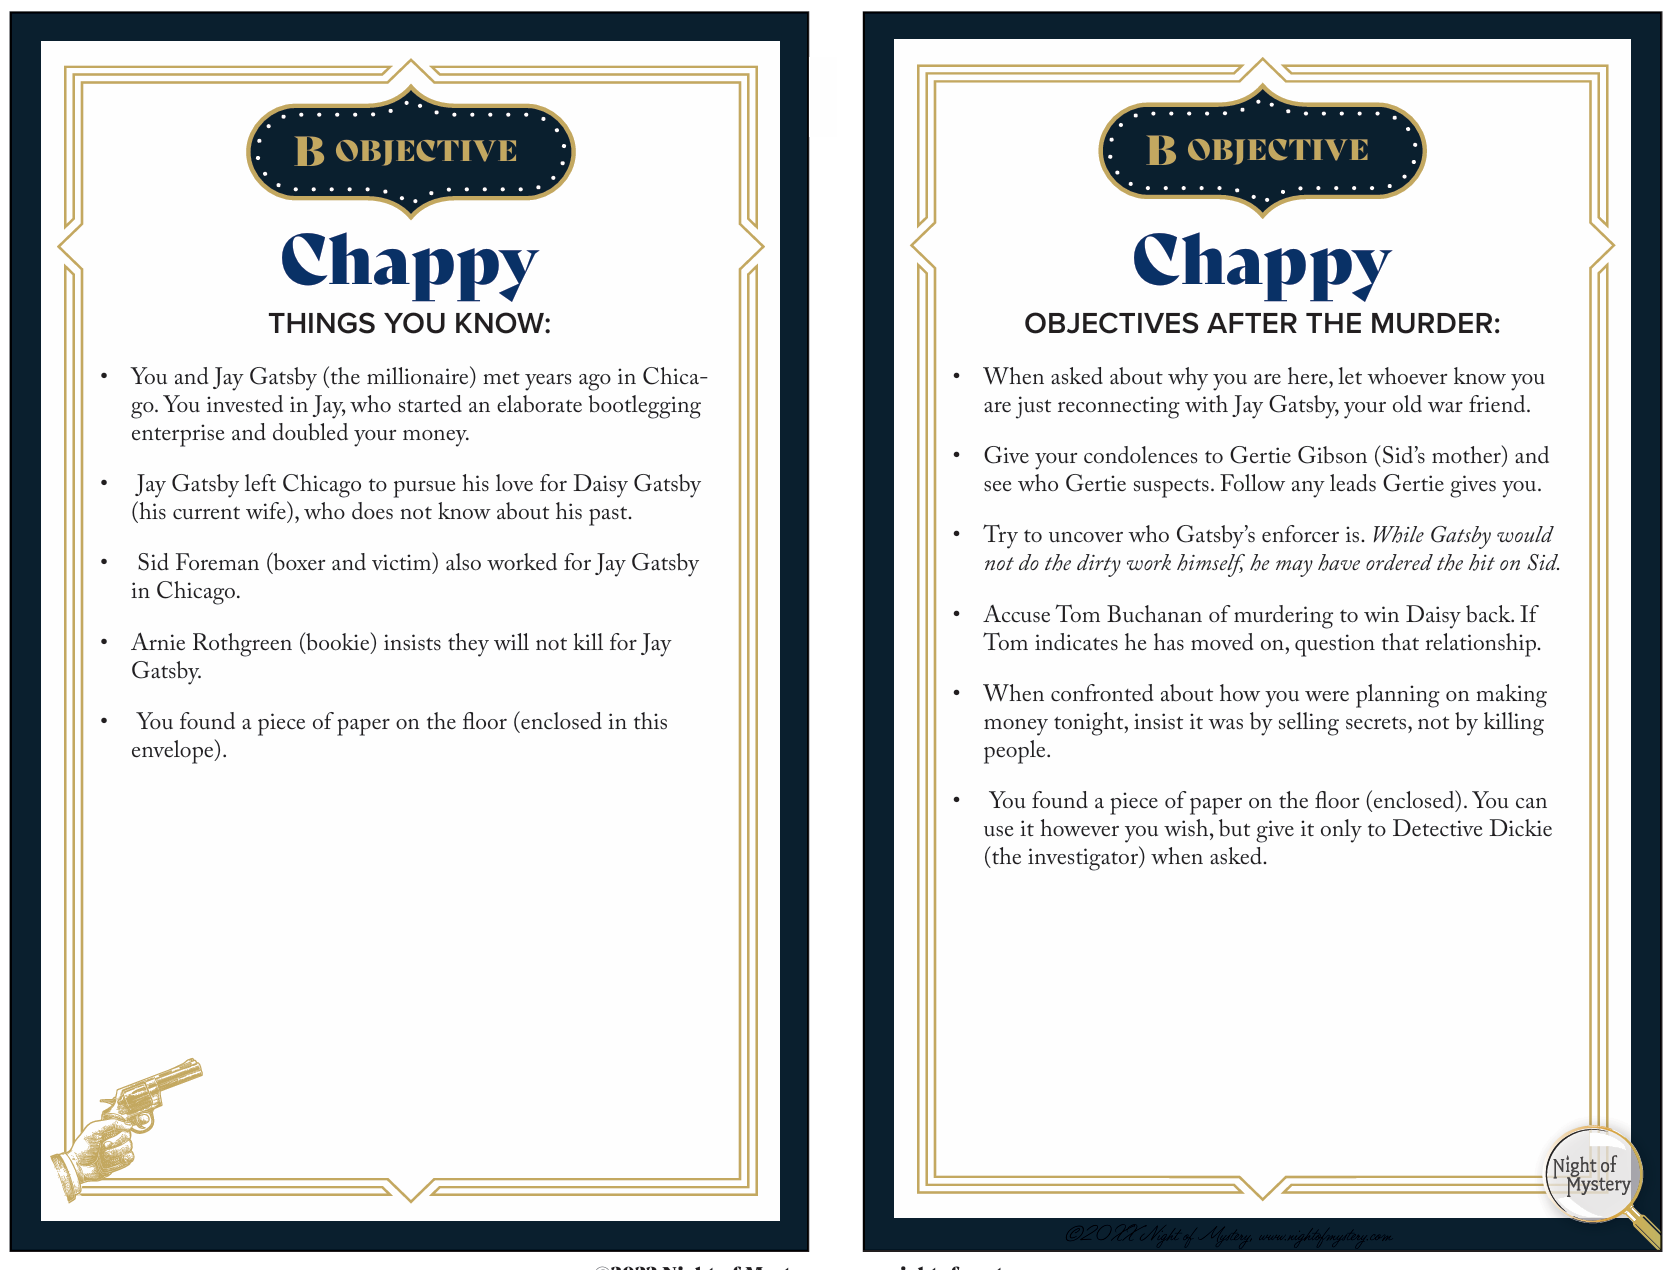 B OBJECTIVE
Chappy
THINGS YOU KNOW:
• You and Jay Gatsby (the millionaire) met years ago in Chica-
go. You invested in Jay, who started an elaborate bootlegging
enterprise and doubled your money.
• Jay Gatsby left Chicago to pursue his love for Daisy Gatsby
(his current wife), who does not know about his past.
• Sid Foreman (boxer and victim) also worked for Jay Gatsby
in Chicago.
• Arnie Rothgreen (bookie) insists they will not kill for Jay
Gatsby.
• You found a piece of paper on the floor (enclosed in this
envelope).
B OBJECTIVE
Chappy
OBJECTIVES AFTER THE MURDER:
• When asked about why you are here, let whoever know you
are just reconnecting with Jay Gatsby, your old war friend.
• Give your condolences to Gertie Gibson (Sid's mother) and
see who Gertie suspects. Follow any leads Gertie gives you.
• Try to uncover who Gatsby's enforcer is. While Gatsby would
not do the dirty work himself, he may have ordered the hit on Sid.
• Accuse Tom Buchanan of murdering to win Daisy back. If
Tom indicates he has moved on, question that relationship.
• When confronted about how you were planning on making
money tonight, insist it was by selling secrets, not by killing
people.
• You found a piece of paper on the floor (enclosed). You can
use it however you wish, but give it only to Detective Dickie
(the investigator) when asked.
Night of
Mystery
©20XX Night of Mystery, www.nightofmystery.com